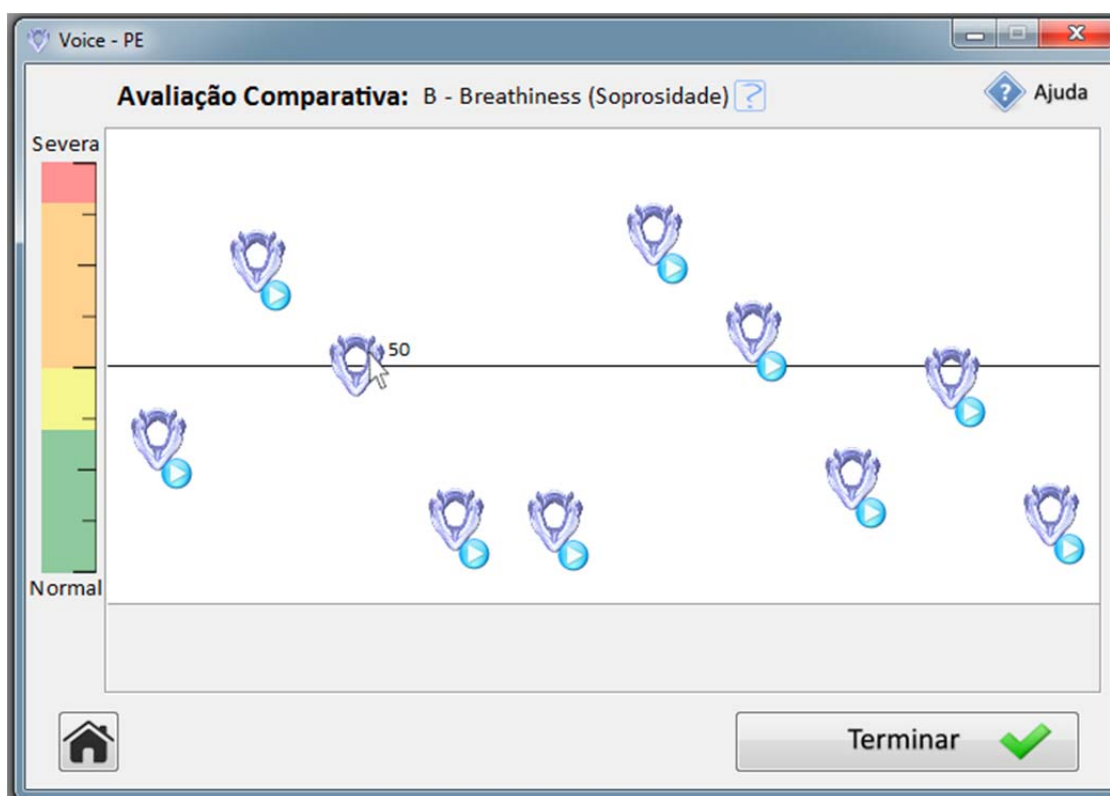 Voice - PE
Avaliação Comparativa: B - Breathiness (Soprosidade) ?
? Ajuda
Severa
50
Normal
Terminar